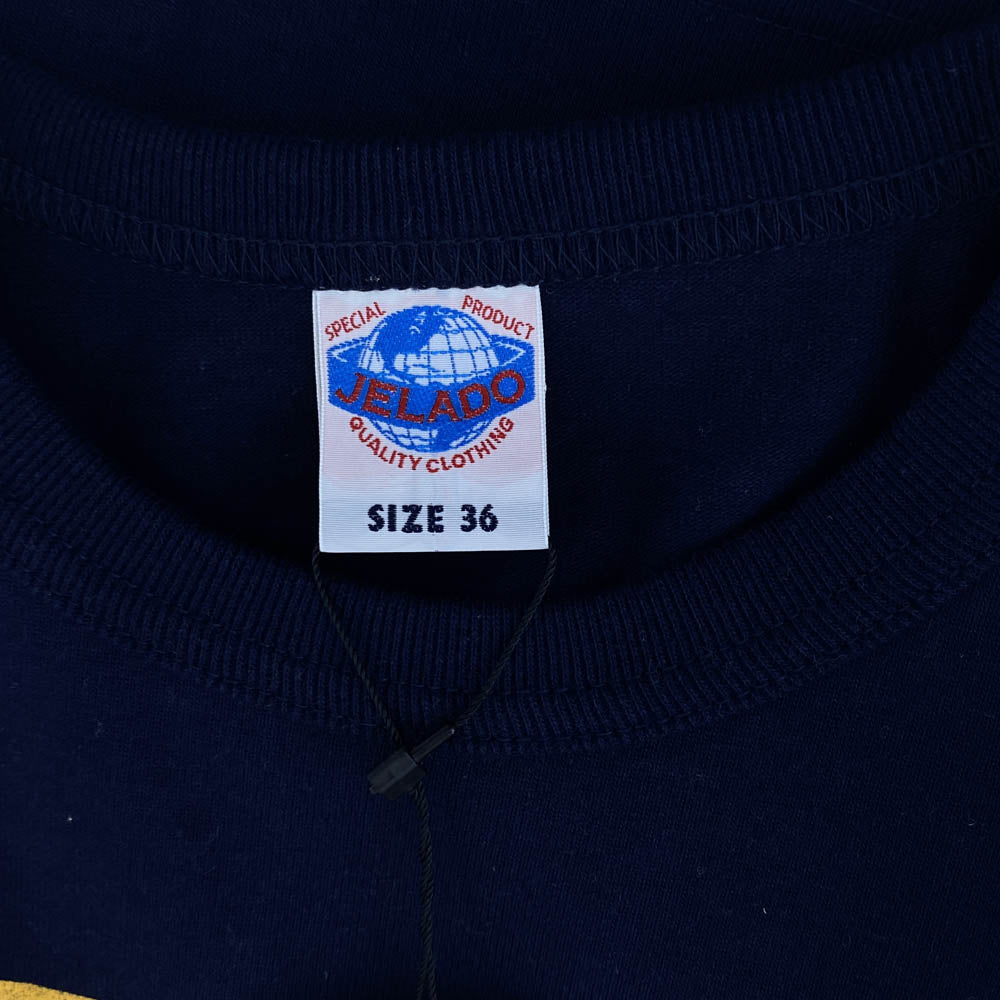 SPECIAL PRODUCT
JELADO
QUALITY CLOTHING
SIZE 36